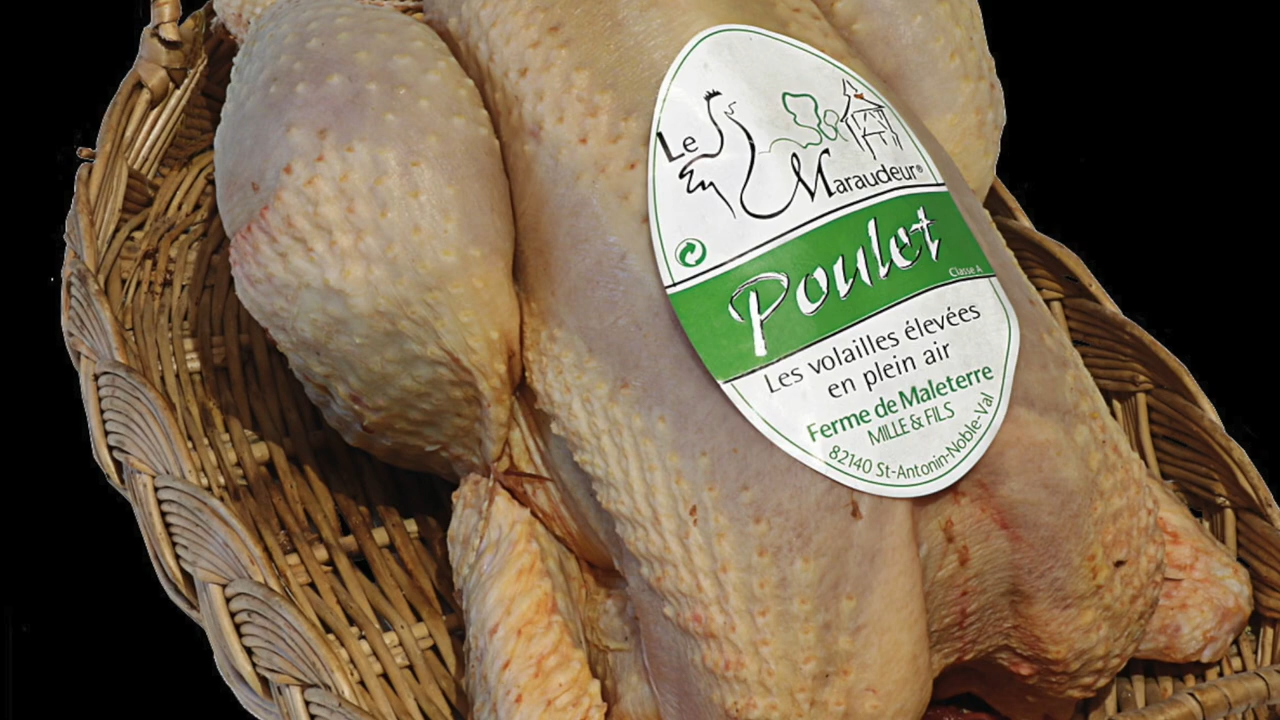 Le
Maraudeur®
Poulet
Classe A
Les volailles élevées
en plein air
Ferme de Maleterre
MILLE & FILS
82140 St-Antonin-Noble-Val